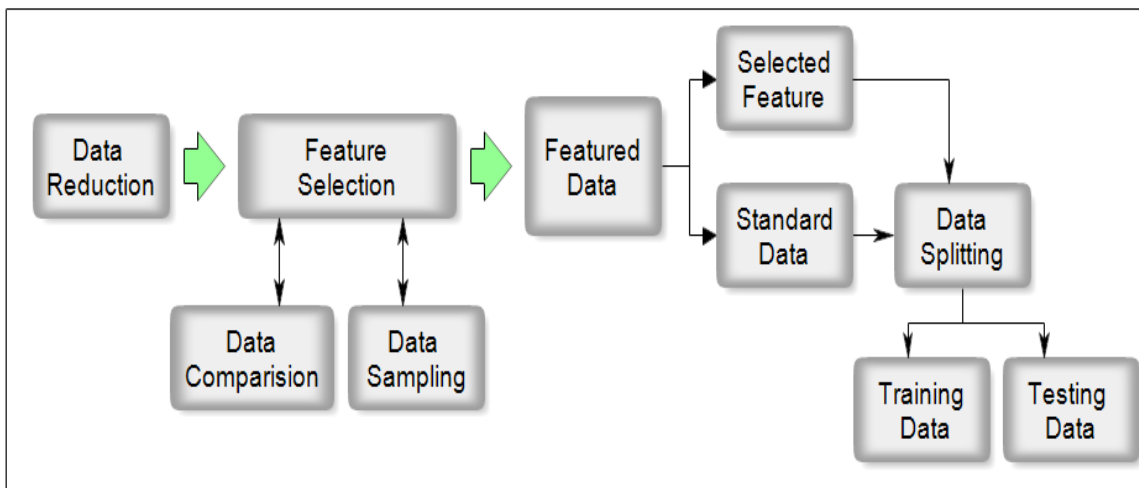 Data
Reduction
Feature
Selection
Featured
Data
Selected
Feature
Standard
Data
Data
Splitting
Data
Comparision
Data
Sampling
Training
Data
Testing
Data